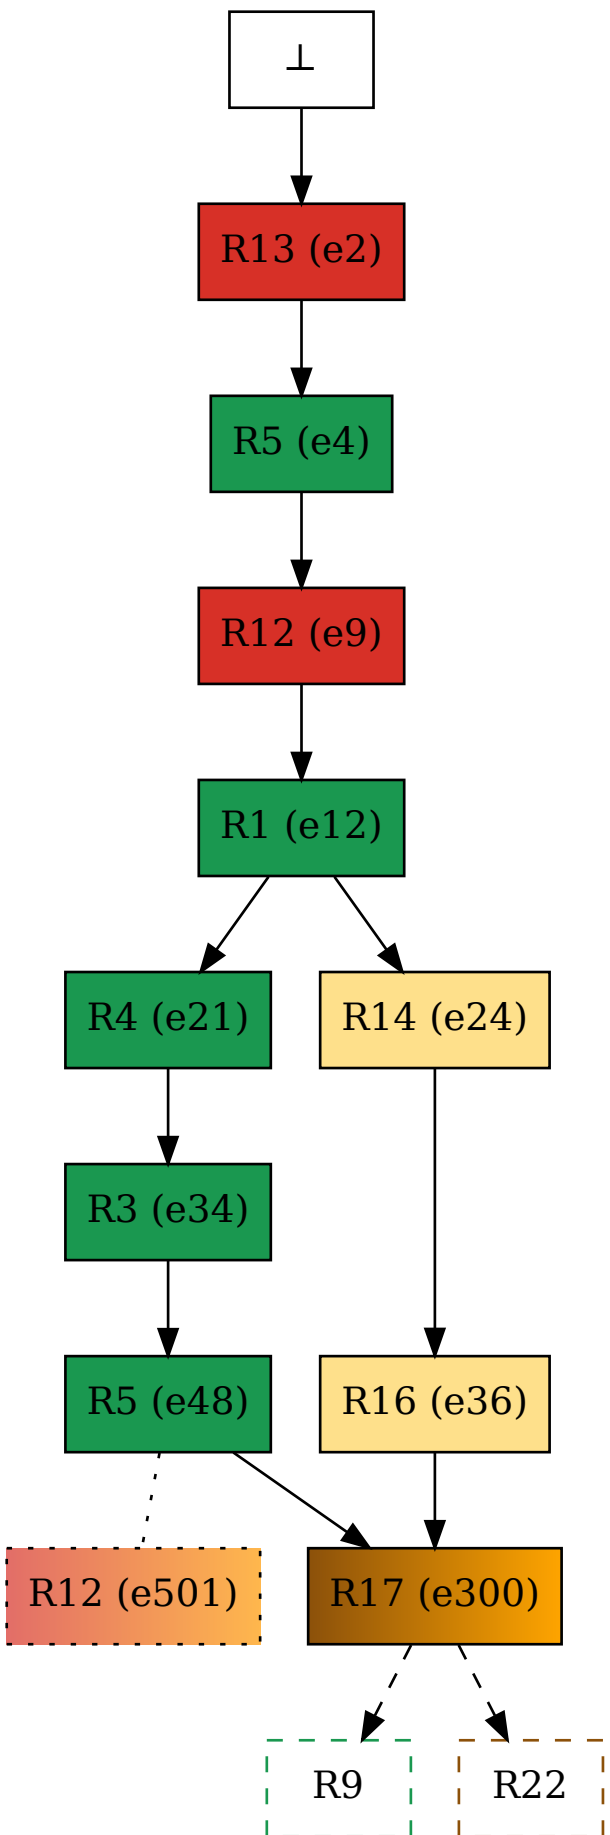 ⊥
R13 (e2)
R5 (e4)
R12 (e9)
R1 (e12)
R4 (e21)
R14 (e24)
R3 (e34)
R5 (e48)
R16 (e36)
R12 (e501)
R17 (e300)
R9
R22